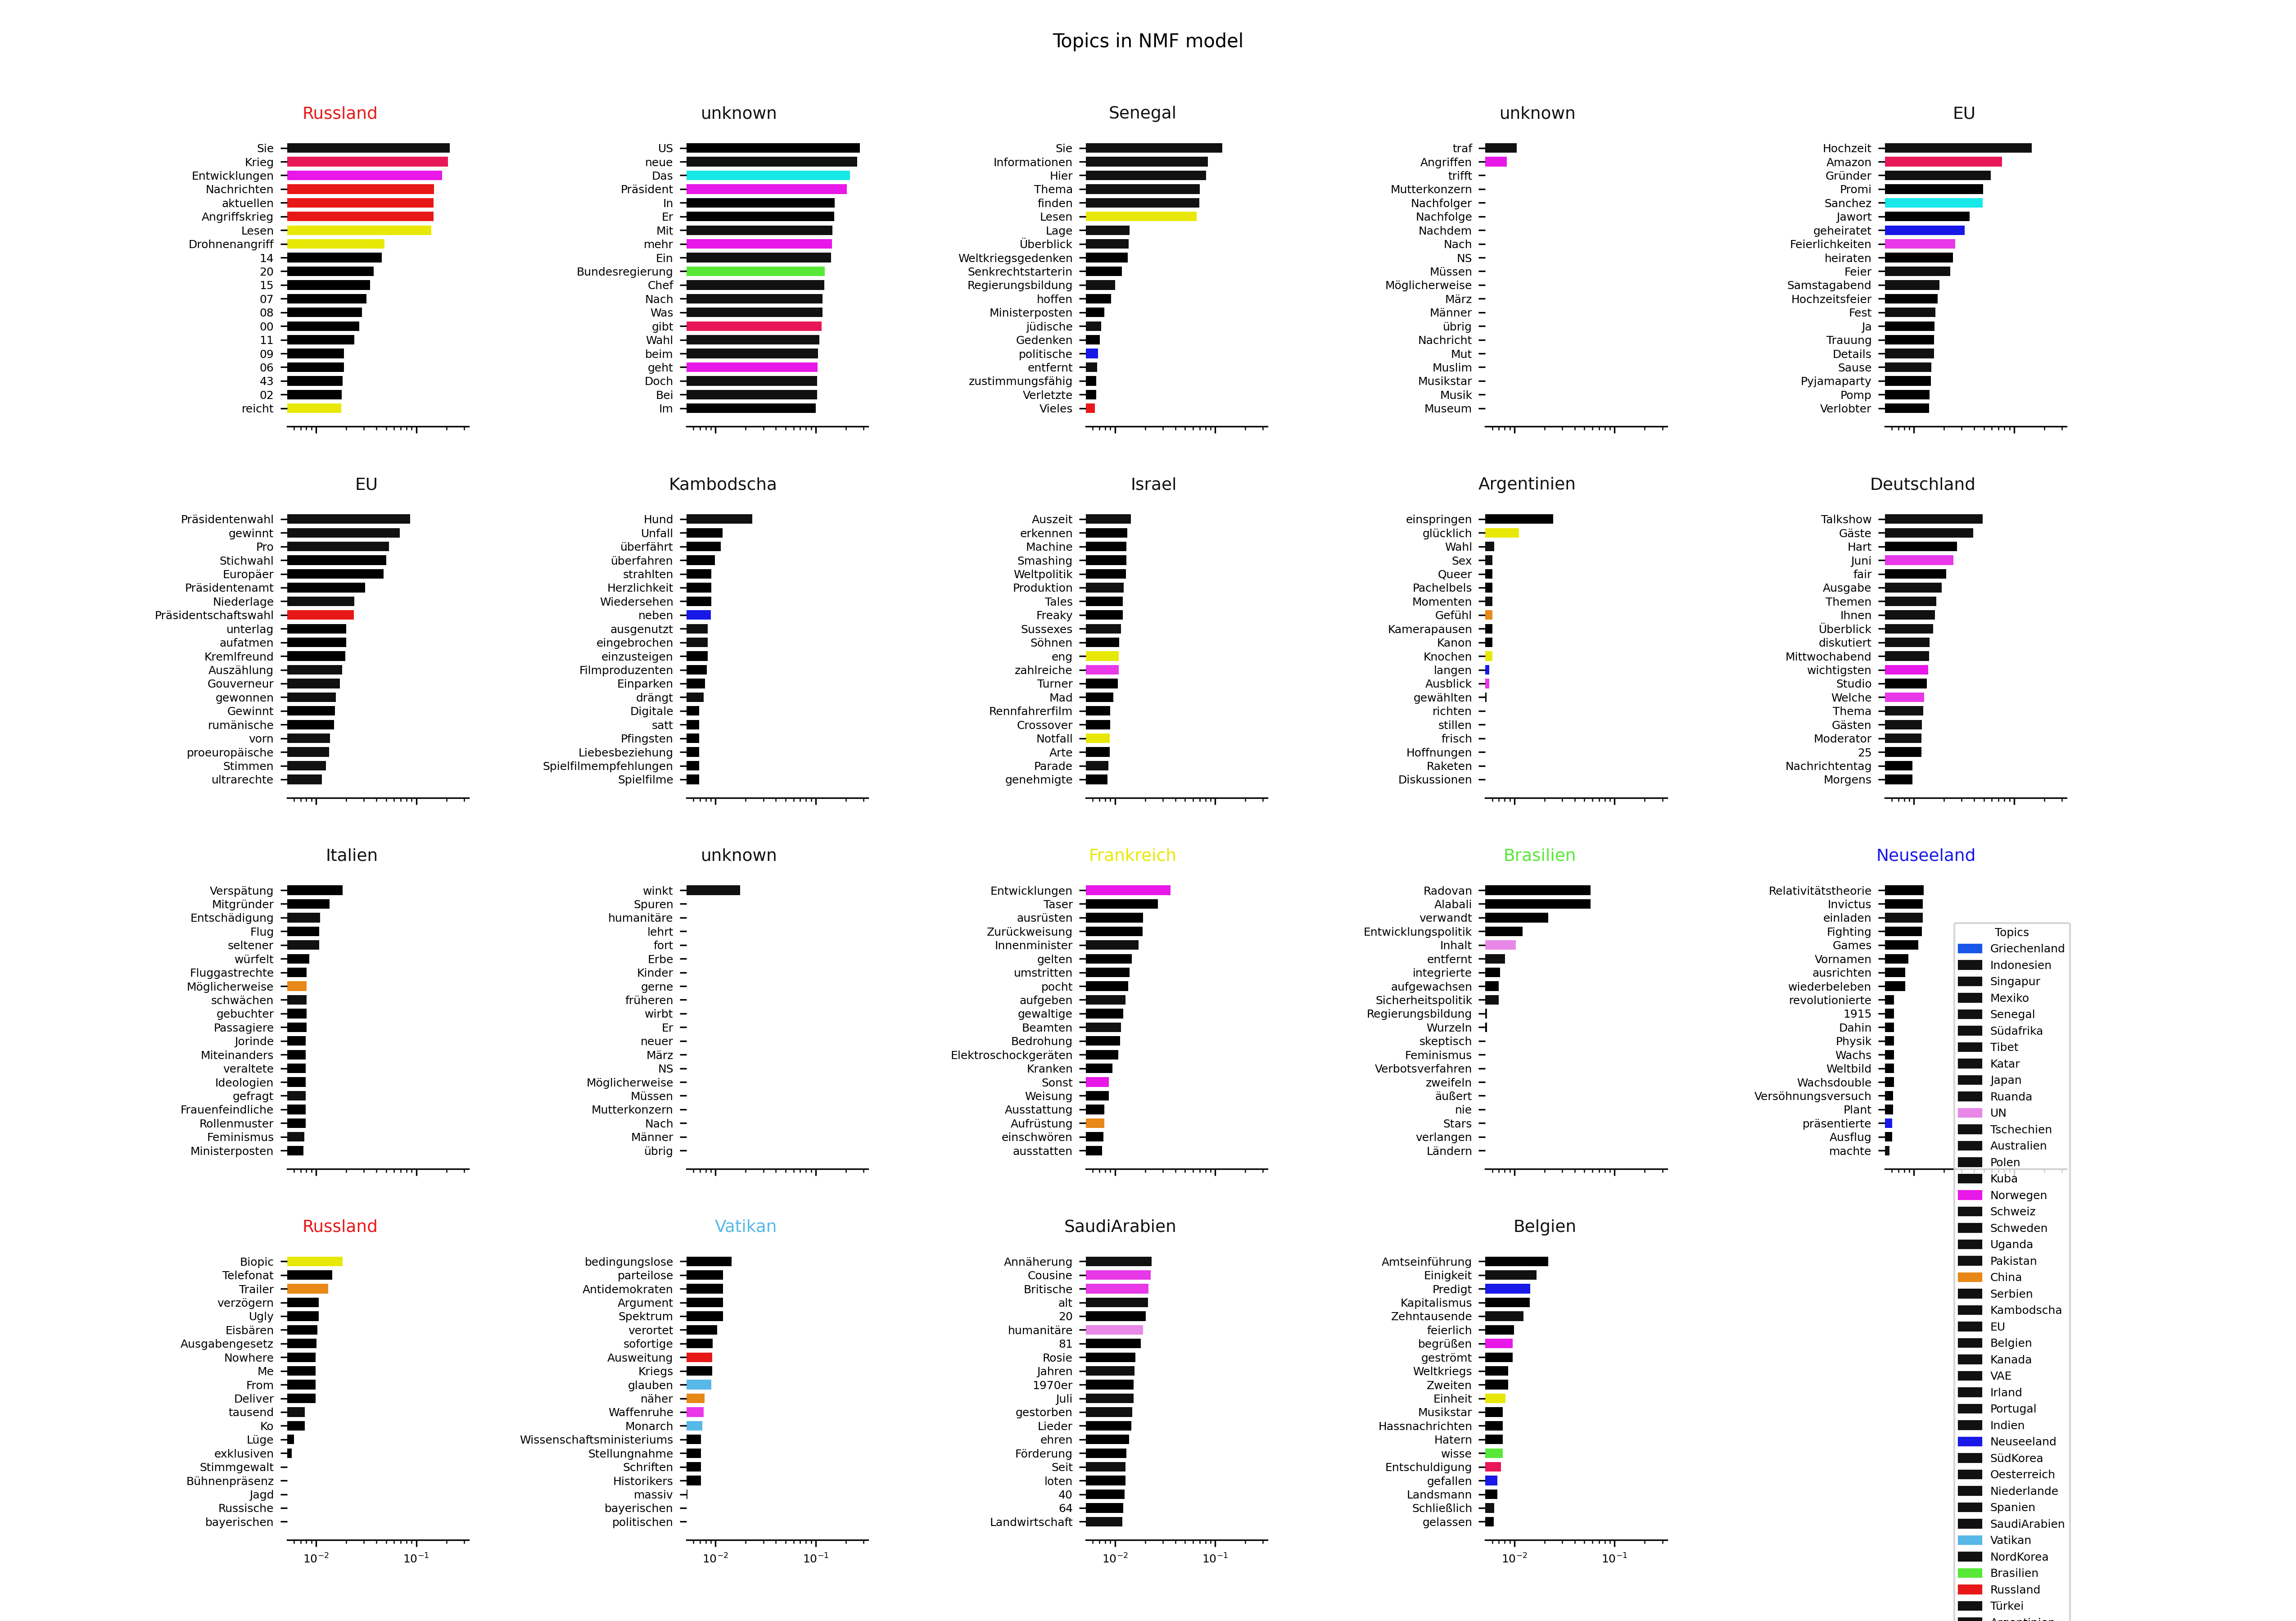 Topics in NMF model
Russland
Sie
Krieg
Entwicklungen
Nachrichten
aktuellen
Angriffskrieg
Lesen
Drohnenangriff
14
20
15
07
08
00
11
09
06
43
02
reicht
unknown
US
neue
Das
Präsident
In
Er
Mit
mehr
Ein
Bundesregierung
Chef
Nach
Was
gibt
Wahl
beim
geht
Doch
Bei
Im
Senegal
Sie
Informationen
Hier
Thema
finden
Lesen
Lage
Überblick
Weltkriegsgedenken
Senkrechtstarterin
Regierungsbildung
hoffen
Ministerposten
jüdische
Gedenken
politische
entfernt
zustimmungsfähig
Verletzte
Vieles
unknown
traf
Angriffen
trifft
Mutterkonzern
Nachfolger
Nachfolge
Nachdem
Nach
NS
Müssen
Möglicherweise
März
Männer
übrig
Nachricht
Mut
Muslim
Musikstar
Musik
Museum
EU
Hochzeit
Amazon
Gründer
Promi
Sanchez
Jawort
geheiratet
Feierlichkeiten
heiraten
Feier
Samstagabend
Hochzeitsfeier
Fest
Ja
Trauung
Details
Sause
Pyjamaparty
Pomp
Verlobter
EU
Präsidentenwahl
gewinnt
Pro
Stichwahl
Europäer
Präsidentenamt
Niederlage
Präsidentschaftswahl
unterlag
aufatmen
Kremlfreund
Auszählung
Gouverneur
gewonnen
Gewinnt
rumänische
vorn
proeuropäische
Stimmen
ultrarechte
Kambodscha
Hund
Unfall
überfährt
überfahren
strahlten
Herzlichkeit
Wiedersehen
neben
ausgenutzt
eingebrochen
einzusteigen
Filmproduzenten
Einparken
drängt
Digitale
satt
Pfingsten
Liebesbeziehung
Spielfilmempfehlungen
Spielfilme
Israel
Auszeit
erkennen
Machine
Smashing
Weltpolitik
Produktion
Tales
Freaky
Sussexes
Söhnen
eng
zahlreiche
Turner
Mad
Rennfahrerfilm
Crossover
Notfall
Arte
Parade
genehmigte
Argentinien
einspringen
glücklich
Wahl
Sex
Queer
Pachelbels
Momenten
Gefühl
Kamerapausen
Kanon
Knochen
langen
Ausblick
gewählten
richten
stillen
frisch
Hoffnungen
Raketen
Diskussionen
Deutschland
Talkshow
Gäste
Hart
Juni
fair
Ausgabe
Themen
Ihnen
Überblick
diskutiert
Mittwochabend
wichtigsten
Studio
Welche
Thema
Gästen
Moderator
25
Nachrichtentag
Morgens
Italien
Verspätung
Mitgründer
Entschädigung
Flug
seltener
würfelt
Fluggastrechte
Möglicherweise
schwächen
gebuchter
Passagiere
Jorinde
Miteinanders
veraltete
Ideologien
gefragt
Frauenfeindliche
Rollenmuster
Feminismus
Ministerposten
unknown
winkt
Spuren
humanitäre
lehrt
fort
Erbe
Kinder
gerne
früheren
wirbt
Er
neuer
März
NS
Möglicherweise
Müssen
Mutterkonzern
Nach
Männer
übrig
Frankreich
Entwicklungen
Taser
ausrüsten
Zurückweisung
Innenminister
gelten
umstritten
pocht
aufgeben
gewaltige
Beamten
Bedrohung
Elektroschockgeräten
Kranken
Sonst
Weisung
Ausstattung
Aufrüstung
einschwören
ausstatten
Brasilien
Radovan
Alabali
verwandt
Entwicklungspolitik
Inhalt
entfernt
integrierte
aufgewachsen
Sicherheitspolitik
Regierungsbildung
Wurzeln
skeptisch
Feminismus
Verbotsverfahren
zweifeln
äußert
nie
Stars
verlangen
Ländern
Neuseeland
Relativitätstheorie
Invictus
einladen
Fighting
Games
Vornamen
ausrichten
wiederbeleben
revolutionierte
1915
Dahin
Physik
Wachs
Weltbild
Wachsdouble
Versöhnungsversuch
Plant
präsentierte
Ausflug
machte
Russland
Biopic
Telefonat
Trailer
verzögern
Ugly
Eisbären
Ausgabengesetz
Nowhere
Me
From
Deliver
tausend
Ko
Lüge
exklusiven
Stimmgewalt
Bühnenpräsenz
Jagd
Russische
bayerischen
10⁻²
10⁻¹
Vatikan
bedingungslose
parteilose
Antidemokraten
Argument
Spektrum
verortet
sofortige
Ausweitung
Kriegs
glauben
näher
Waffenruhe
Monarch
Wissenschaftsministeriums
Stellungnahme
Schriften
Historikers
massiv
bayerischen
politischen
10⁻²
10⁻¹
SaudiArabien
Annäherung
Cousine
Britische
alt
20
humanitäre
81
Rosie
Jahren
1970er
Juli
gestorben
Lieder
ehren
Förderung
Seit
loten
40
64
Landwirtschaft
10⁻²
10⁻¹
Belgien
Amtseinführung
Einigkeit
Predigt
Kapitalismus
Zehntausende
feierlich
begrüßen
geströmt
Weltkriegs
Zweiten
Einheit
Musikstar
Hassnachrichten
Hatern
wisse
Entschuldigung
gefallen
Landsmann
Schließlich
gelassen
10⁻²
10⁻¹
Topics
Griechenland
Indonesien
Singapur
Mexiko
Senegal
Südafrika
Tibet
Katar
Japan
Ruanda
UN
Tschechien
Australien
Polen
Kuba
Norwegen
Schweiz
Schweden
Uganda
Pakistan
China
Serbien
Kambodscha
EU
Belgien
Kanada
VAE
Irland
Portugal
Indien
Neuseeland
SüdKorea
Oesterreich
Niederlande
Spanien
SaudiArabien
Vatikan
NordKorea
Brasilien
Russland
Türkei